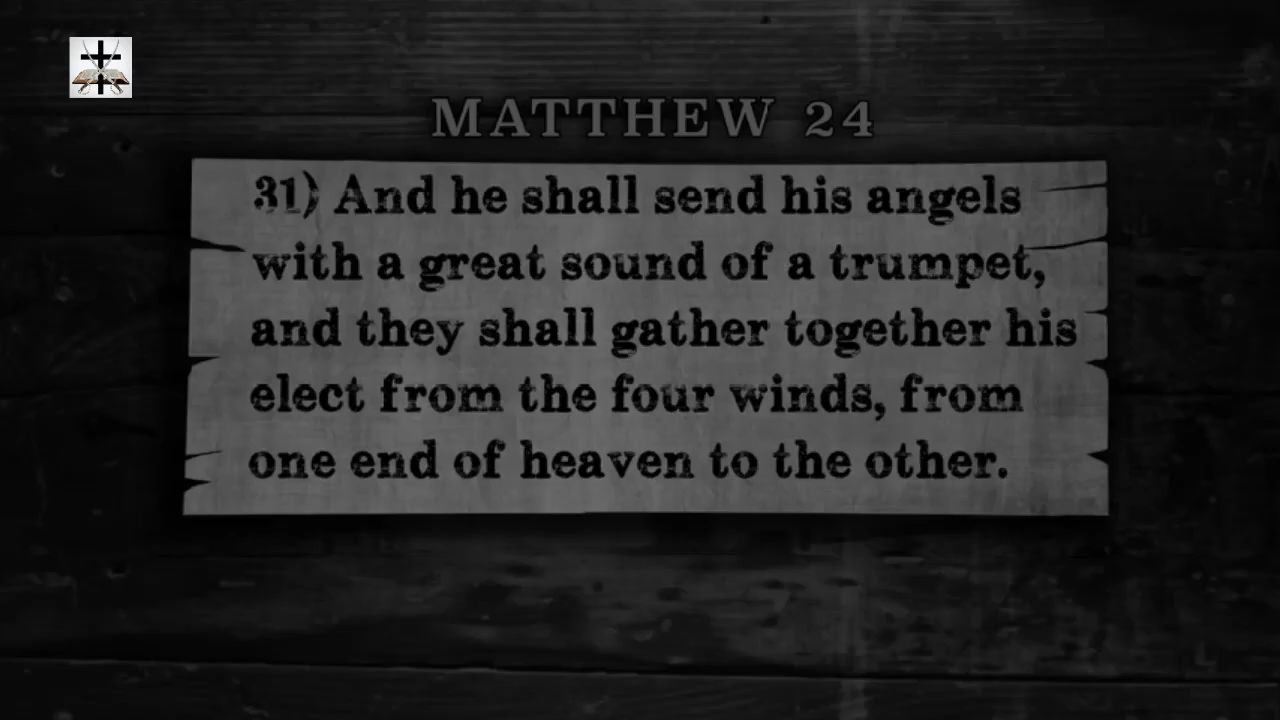 MATTHEW 24
31) And he shall send his angels
with a great sound of a trumpet,
and they shall gather together his
elect from the four winds, from
one end of heaven to the other.